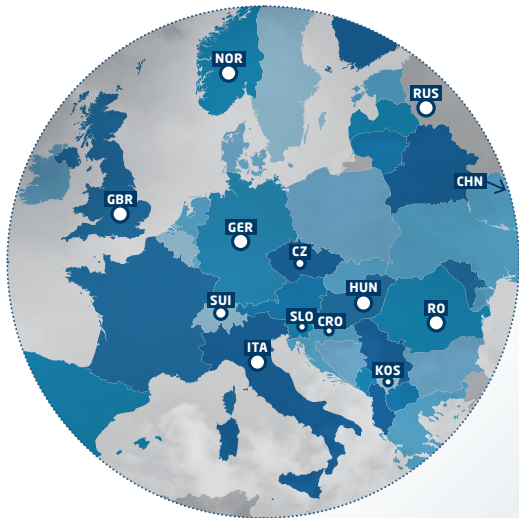 NOR
RUS
CHN
GBR
GER
CZ
HUN
SUI
SLO
CRO
RO
ITA
KOS